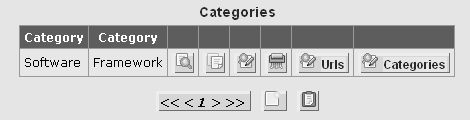 Categories
Category Category
Software Framework Urls Categories
<< < 1 > >>